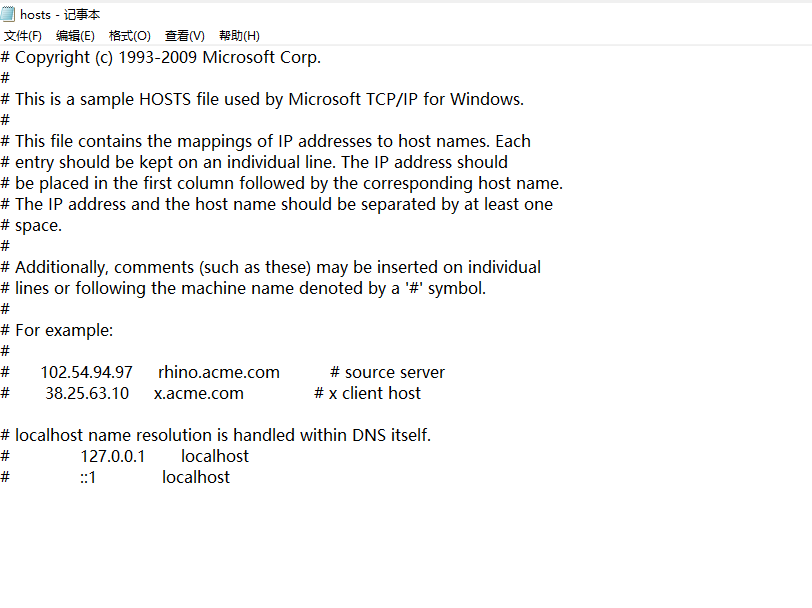 hosts - 记事本
文件(F) 编辑(E) 格式(O) 查看(V) 帮助(H)
# Copyright (c) 1993-2009 Microsoft Corp.
#
# This is a sample HOSTS file used by Microsoft TCP/IP for Windows.
#
# This file contains the mappings of IP addresses to host names. Each
# entry should be kept on an individual line. The IP address should
# be placed in the first column followed by the corresponding host name.
# The IP address and the host name should be separated by at least one
# space.
#
# Additionally, comments (such as these) may be inserted on individual
# lines or following the machine name denoted by a '#' symbol.
#
# For example:
#
#      102.54.94.97     rhino.acme.com          # source server
#       38.25.63.10     x.acme.com              # x client host

# localhost name resolution is handled within DNS itself.
#	127.0.0.1       localhost
#	::1             localhost